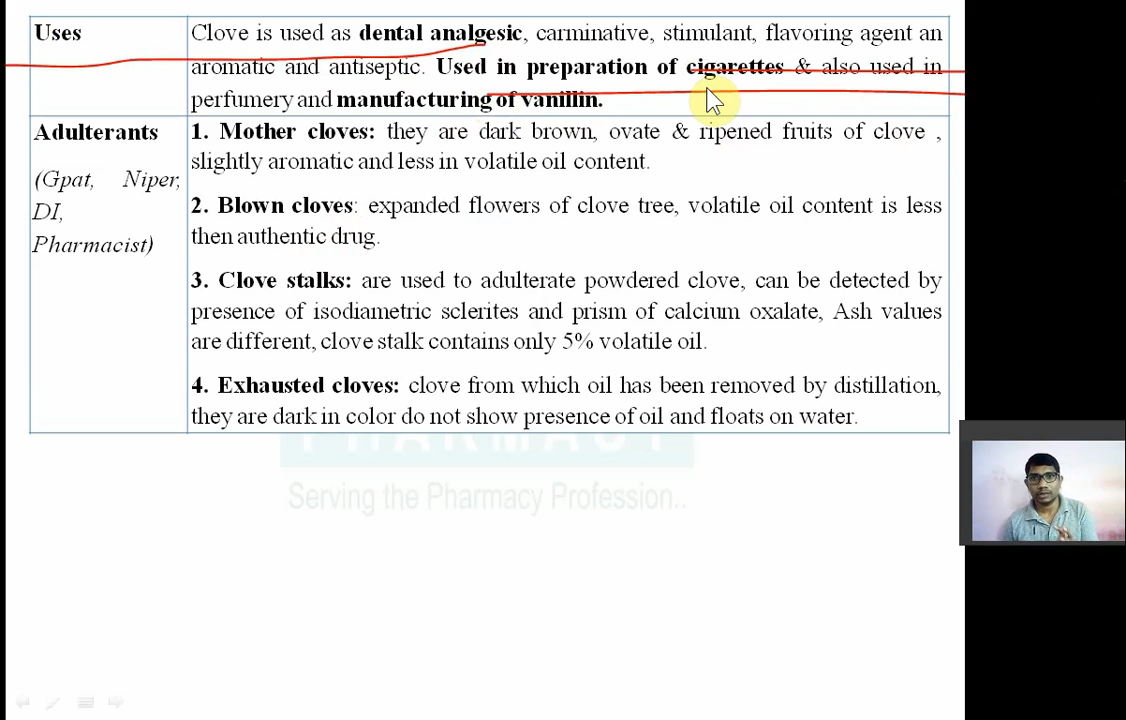 Uses
Clove is used as dental analgesic, carminative, stimulant, flavoring agent an
aromatic and antiseptic. Used in preparation of cigarettes & also used in
perfumery and manufacturing of vanillin.
Adulterants
(Gpat, Niper,
DI,
Pharmacist)
1. Mother cloves: they are dark brown, ovate & ripened fruits of clove ,
slightly aromatic and less in volatile oil content.
2. Blown cloves: expanded flowers of clove tree, volatile oil content is less
then authentic drug.
3. Clove stalks: are used to adulterate powdered clove, can be detected by
presence of isodiametric sclerites and prism of calcium oxalate, Ash values
are different, clove stalk contains only 5% volatile oil.
4. Exhausted cloves: clove from which oil has been removed by distillation,
they are dark in color do not show presence of oil and floats on water.
PHARMACY
Serving the Pharmacy Profession..